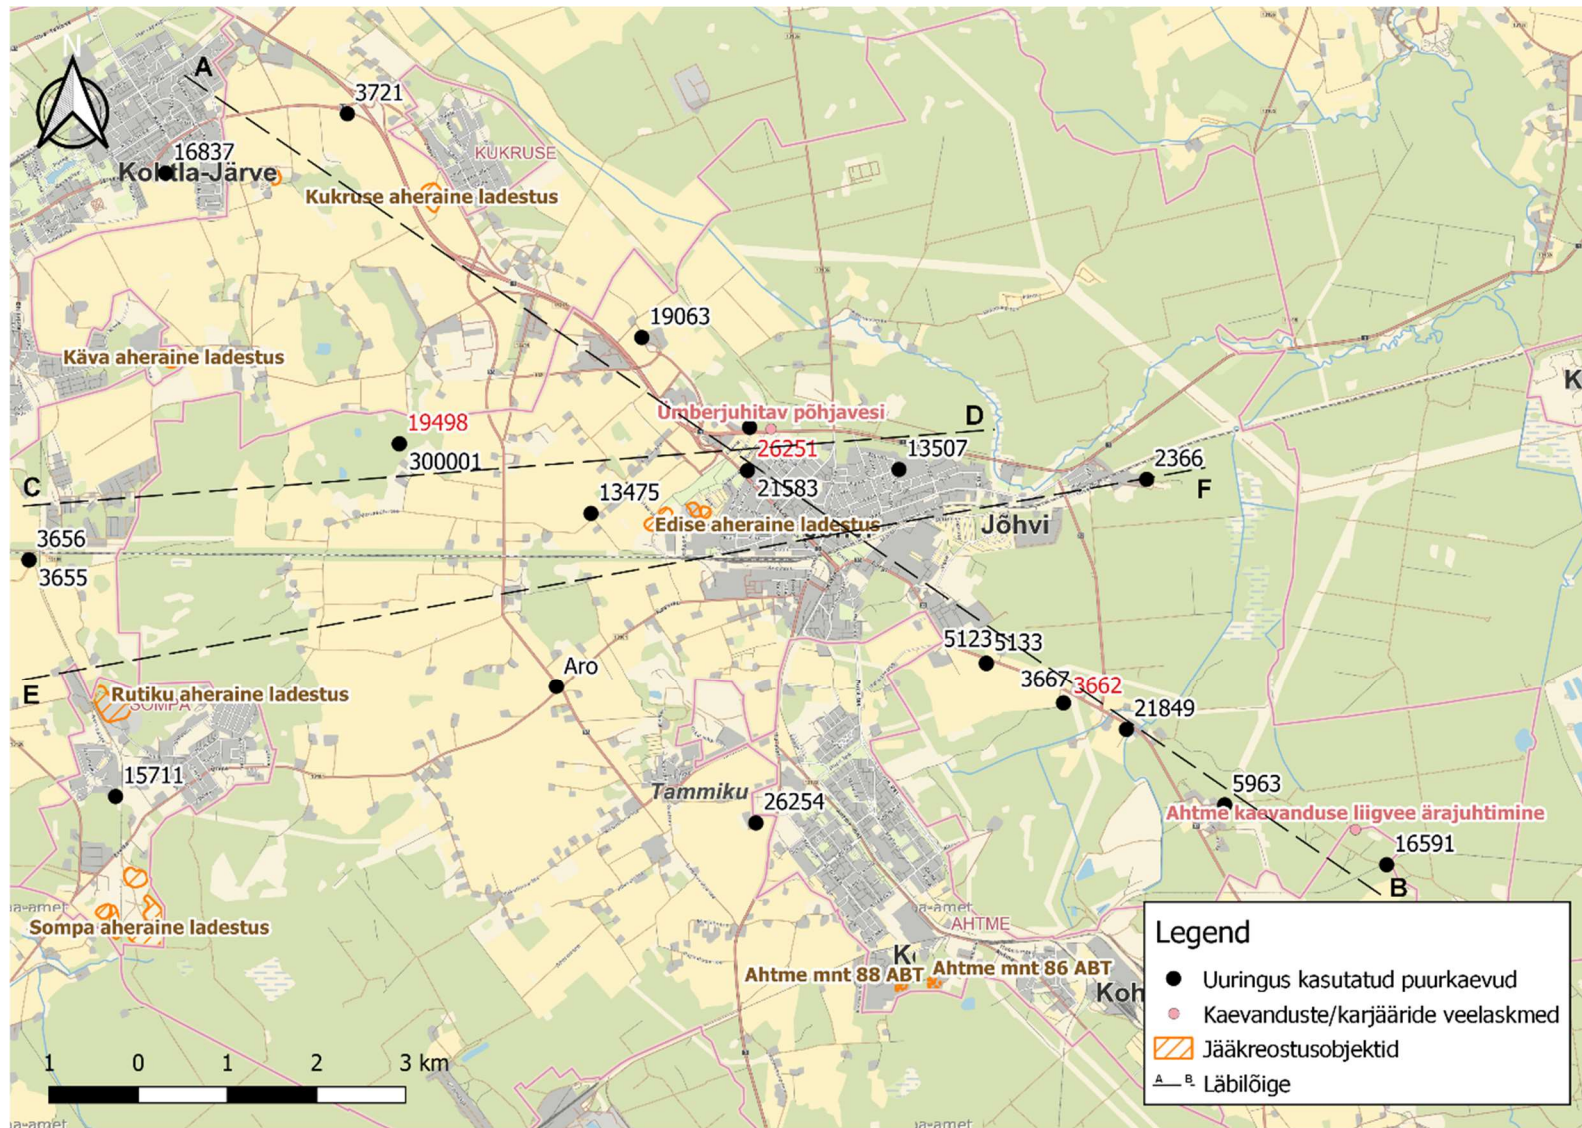 N
A
3721
16837
Kohtla-Järve
KUKRUSE
Kukruse aheraine ladestus
19063
Käva aheraine ladestus
Ümberjuhitav põhjavesi
D
19498
300001
26251
13507
2366
C
F
13475
21583
Edise aheraine ladestus
Jõhvi
3656
3655
Aro
5123
5133
3667
3662
E
Rutiku aheraine ladestus
SOMPA
21849
15711
Tammiku
26254
5963
Ahtme kaevanduse liigvee ärajuhtimine
16591
B
Sompa aheraine ladestus
AHTME
Ahtme mnt 88 ABT
Ahtme mnt 86 ABT
Koh
K
Legend
Uuringus kasutatud puurkaevud
Kaevanduste/karjääride veelaskmed
Jääkreostusobjektid
A B Läbilõige
1 0 1 2 3 km